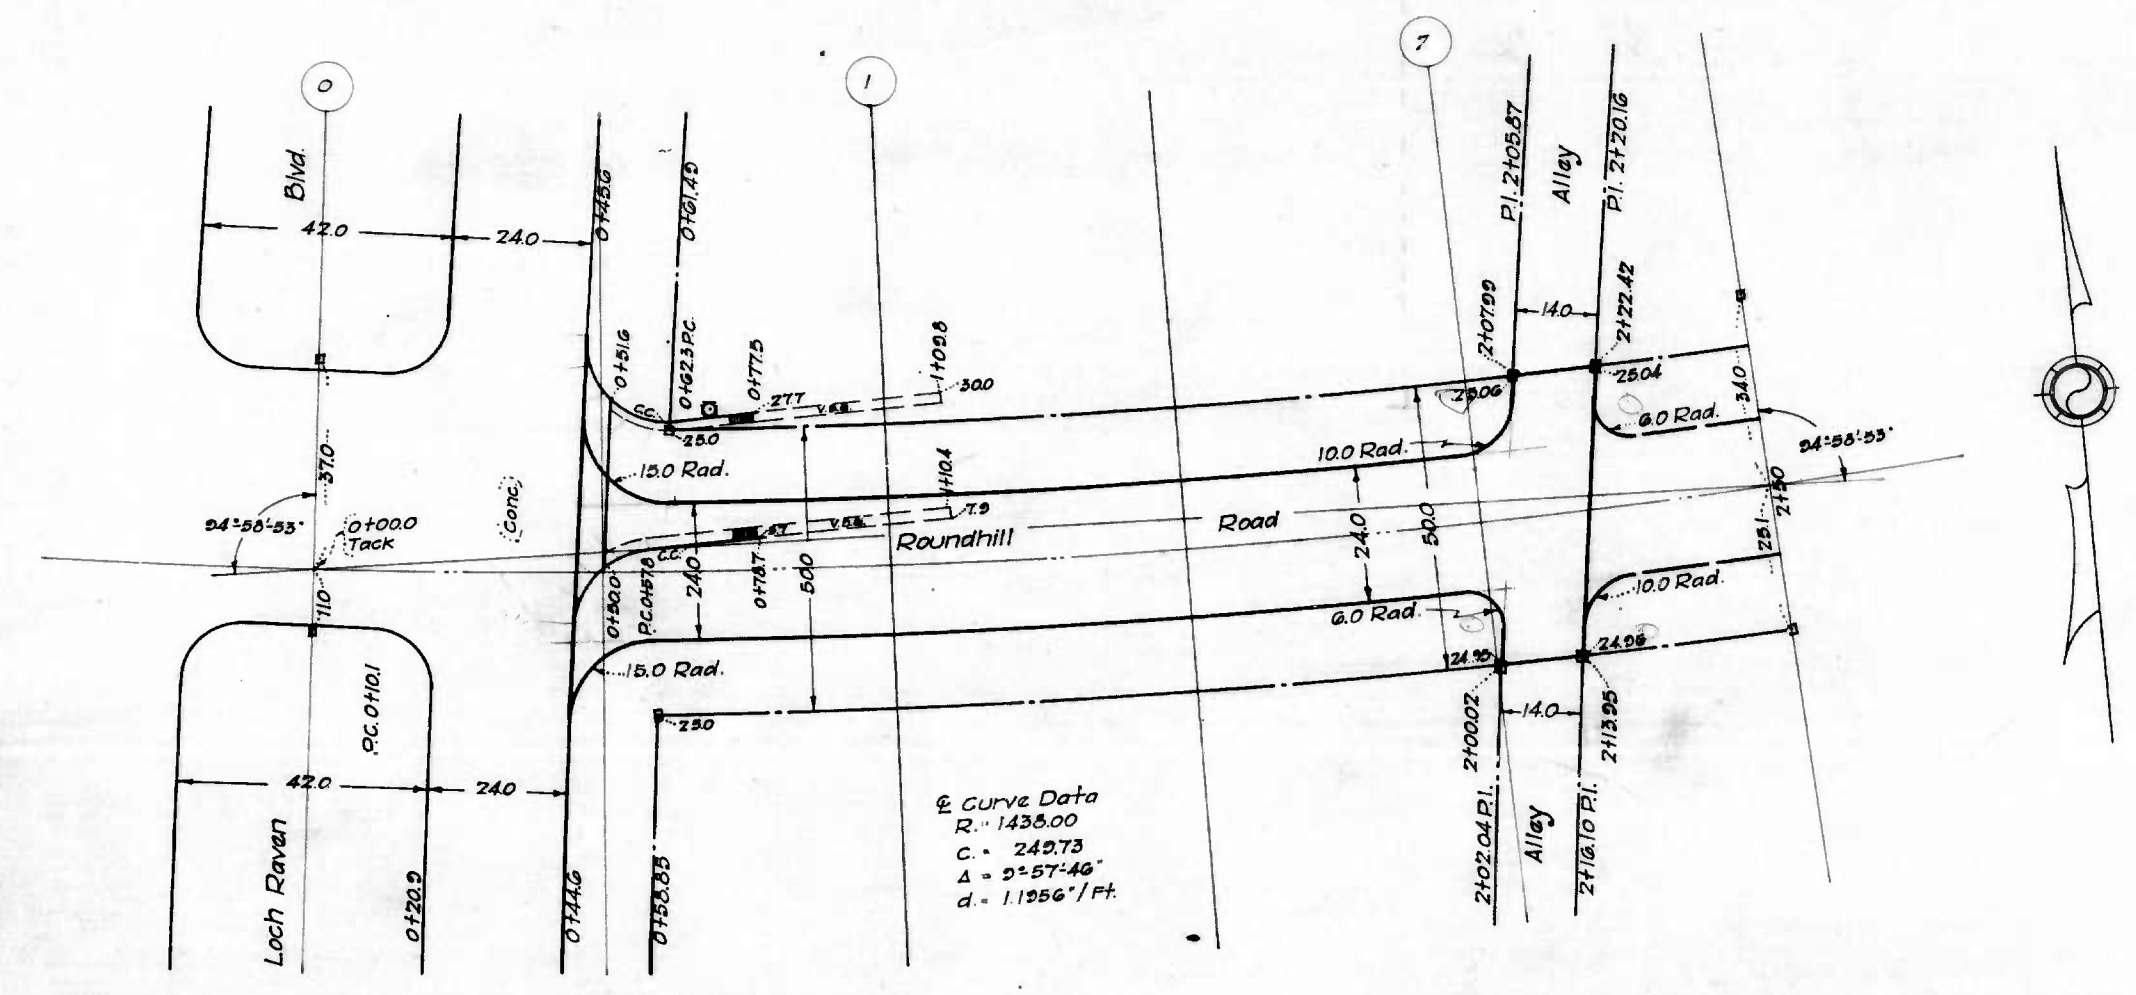 0
1
2
Blvd.
42.0
24.0
0+45.6
0+61.49
P.I. 2+05.87
Alley
P.I. 2+20.16
0+51.6
0+62.3 P.C.
0+77.5
1+09.8
2+07.99
14.0
2+22.42
C.C.
27.7
30.0
25.0
25.06
25.04
34.0
6.0 Rad.
94°-58'-53"
37.0
15.0 Rad.
10.0 Rad.
1+10.4
Conc.
94°-58'-53"
0+00.0
Tack
9.7
7.9
Roundhill
Road
24.0
50.0
2+50
25.1
C.C.
11.0
0+50.0
P.C. 0+57.8
24.0
0+78.7
50.0
6.0 Rad.
10.0 Rad.
15.0 Rad.
24.95
24.96
P.C. 0+10.1
25.0
2+00.02
14.0
2+13.95
42.0
24.0
℄ Curve Data
R. = 1438.00
C. = 249.73
Δ = 9°-57'-46"
d. = 1.1956'/Ft.
Loch Raven
0+20.9
0+44.6
0+58.85
2+02.04 P.I.
Alley
2+16.10 P.I.